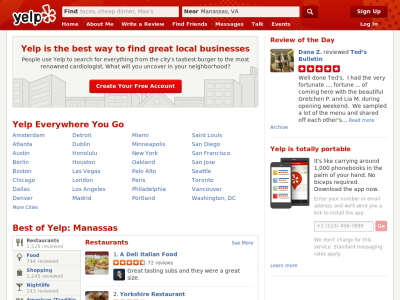 yelp
Find tacos, cheap dinner, Max's
Near Manassas, VA
Sign Up
Home
About Me
Write a Review
Find Friends
Messages
Talk
Events
Log In
Yelp is the best way to find great local businesses
People use Yelp to search for everything from the city's tastiest burger to the most
renowned cardiologist. What will you uncover in your neighborhood?
Create Your Free Account
Yelp Everywhere You Go
Amsterdam Detroit Miami Saint Louis
Atlanta Dublin Minneapolis San Diego
Austin Honolulu New York San Francisco
Berlin Houston Oakland San Jose
Boston Las Vegas Palo Alto Seattle
Chicago London Paris Toronto
Dallas Los Angeles Philadelphia Vancouver
Denver Madrid Portland Washington, DC
More Cities
Best of Yelp: Manassas
Restaurants
1,526 reviewed
Food
744 reviewed
Shopping
1,145 reviewed
Nightlife
143 reviewed
Restaurants
See More
1. A Deli Italian Food
72 reviews
Great tasting subs and they were a great
size.
2. Yorkshire Restaurant
Review of the Day
Dana Z. reviewed Ted's
Bulletin
Well done Ted's. I had the very
fortunate .... fortune ... of
coming here with the beautiful
Gretchen P. and Lia M. during
opening weekend. We sampled
a lot of the menu and
shared off each other's... Read more
Archive
Yelp is totally portable
It's like carrying around
1,000 phonebooks in the
palm of your hand. No
biceps required.
Download the app now.
Enter your number or email
address and we'll send you a
link to install the app.
+1 (123) 456-7890
Go
We don't charge for this
service. Standard messaging
rates apply.
Learn more